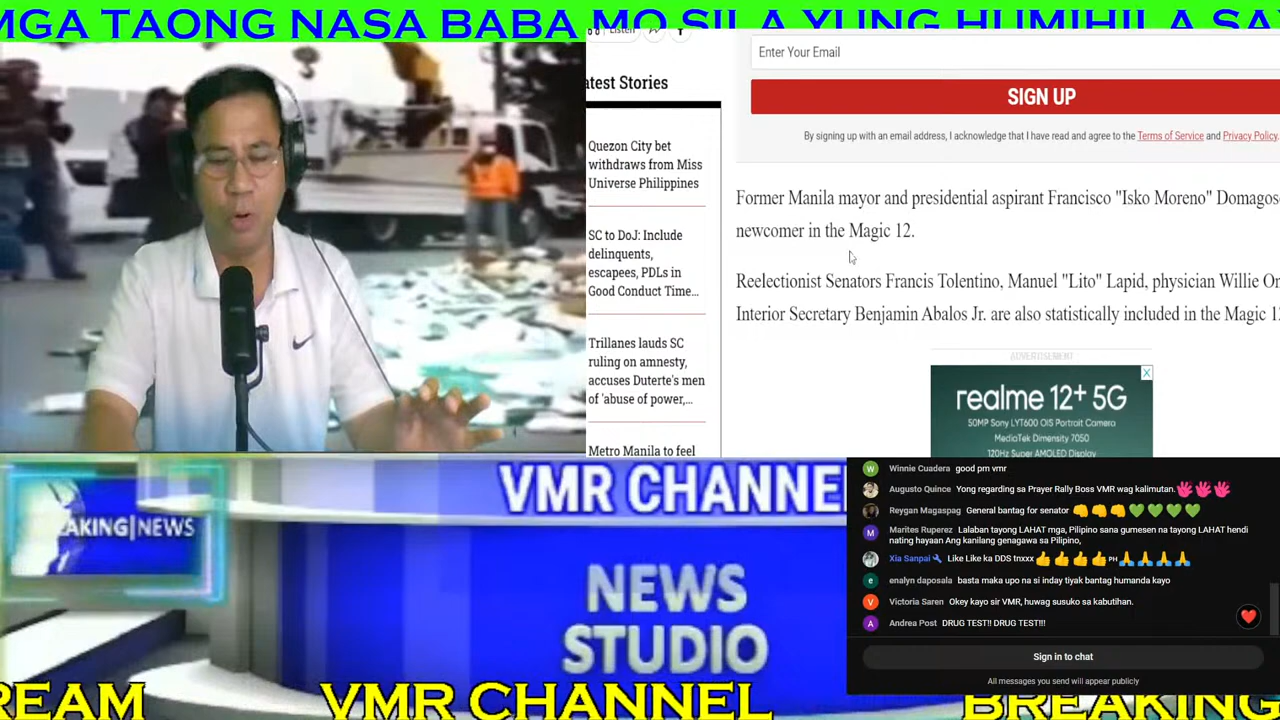 MGA TAONG NASA BABA MO SILA YUNG HUMIHILA SA
Listen
atest Stories
Quezon City bet
withdraws from Miss
Universe Philippines
SC to DoJ: Include
delinquents,
escapees, PDLs in
Good Conduct Time...
Trillanes lauds SC
ruling on amnesty,
accuses Duterte's men
of 'abuse of power,...
Metro Manila to feel
Enter Your Email
SIGN UP
By signing up with an email address, I acknowledge that I have read and agree to the Terms of Service and Privacy Policy.
Former Manila mayor and presidential aspirant Francisco "Isko Moreno" Domagos
newcomer in the Magic 12.
Reelectionist Senators Francis Tolentino, Manuel "Lito" Lapid, physician Willie On
Interior Secretary Benjamin Abalos Jr. are also statistically included in the Magic 12
ADVERTISEMENT
X
realme 12+ 5G
50MP Sony LYT600 OIS Portrait Camera
MediaTek Dimensity 7050
120Hz Super AMOLED Display
VMR CHANNE
AKING|NEWS
NEWS
STUDIO
Winnie Cuadera good pm vmr
Augusto Quince Yong regarding sa Prayer Rally Boss VMR wag kalimutan.👋👋👋
Reygan Magaspag General bantag for senator 👊👊👊💚💚💚💚
M Marites Ruperez Lalaban tayong LAHAT mga, Pilipino sana gumesen na tayong LAHAT hendi
nating hayaan Ang kanilang genagawa sa Pilipino,
Xia Sanpai 🔧 Like Like ka DDS tnxxx 👍👍👍👍 PH 🙏🙏🙏🙏
e enalyn daposala basta maka upo na si inday tiyak bantag humanda kayo
V Victoria Saren Okey kayo sir VMR, huwag susuko sa kabutihan.
A Andrea Post DRUG TEST!! DRUG TEST!!!
Sign in to chat
All messages you send will appear publicly
REAM VMR CHANNEL BREAKING